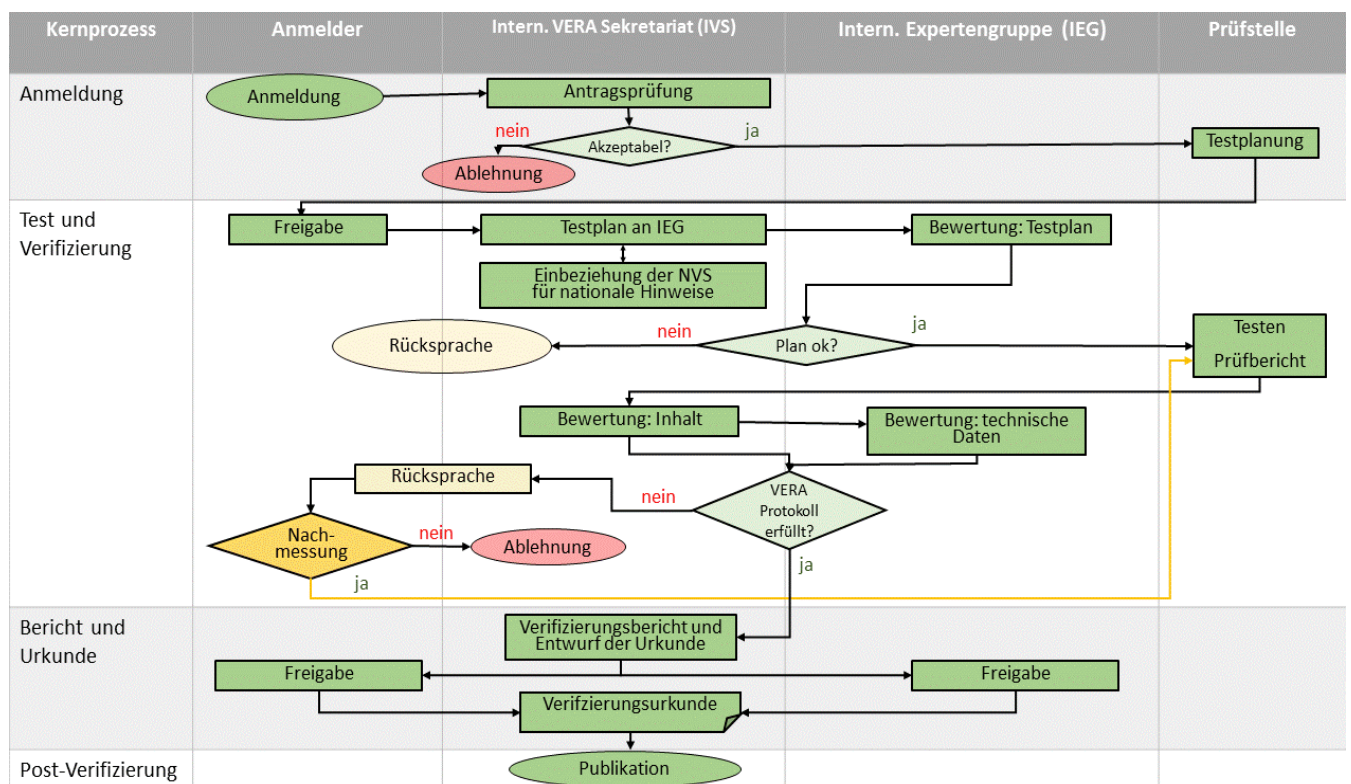 Kernprozess
Anmelder
Intern. VERA Sekretariat (IVS)
Intern. Expertengruppe (IEG)
Prüfstelle
Anmeldung
Anmeldung
Antragsprüfung
nein
ja
Akzeptabel?
Testplanung
Ablehnung
Test und
Verifizierung
Freigabe
Testplan an IEG
Bewertung: Testplan
Einbeziehung der NVS
für nationale Hinweise
Rücksprache
nein
Plan ok?
ja
Testen
Prüfbericht
Bewertung: Inhalt
Bewertung: technische
Daten
Rücksprache
nein
VERA
Protokoll
erfüllt?
Nach-
messung
nein
Ablehnung
ja
ja
Bericht und
Urkunde
Verifizierungsbericht und
Entwurf der Urkunde
Freigabe
Freigabe
Verifzierungsurkunde
Post-Verifizierung
Publikation